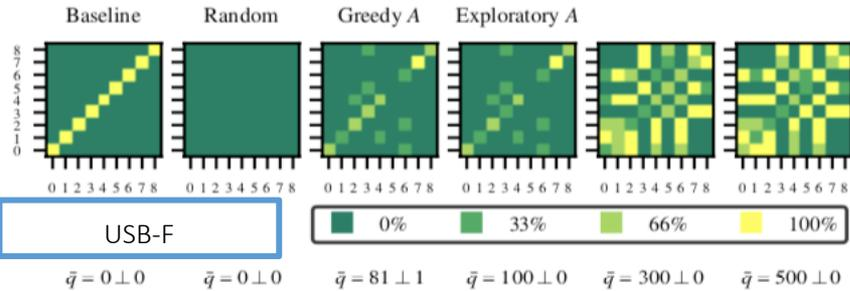 Baseline Random Greedy A Exploratory A
8
7
6
5
4
3
2
1
0
0 1 2 3 4 5 6 7 8 0 1 2 3 4 5 6 7 8 0 1 2 3 4 5 6 7 8 0 1 2 3 4 5 6 7 8 0 1 2 3 4 5 6 7 8 0 1 2 3 4 5 6 7 8
USB-F
0% 33% 66% 100%
q̄ = 0⊥0 q̄ = 0⊥0 q̄ = 81⊥1 q̄ = 100⊥0 q̄ = 300⊥0 q̄ = 500⊥0